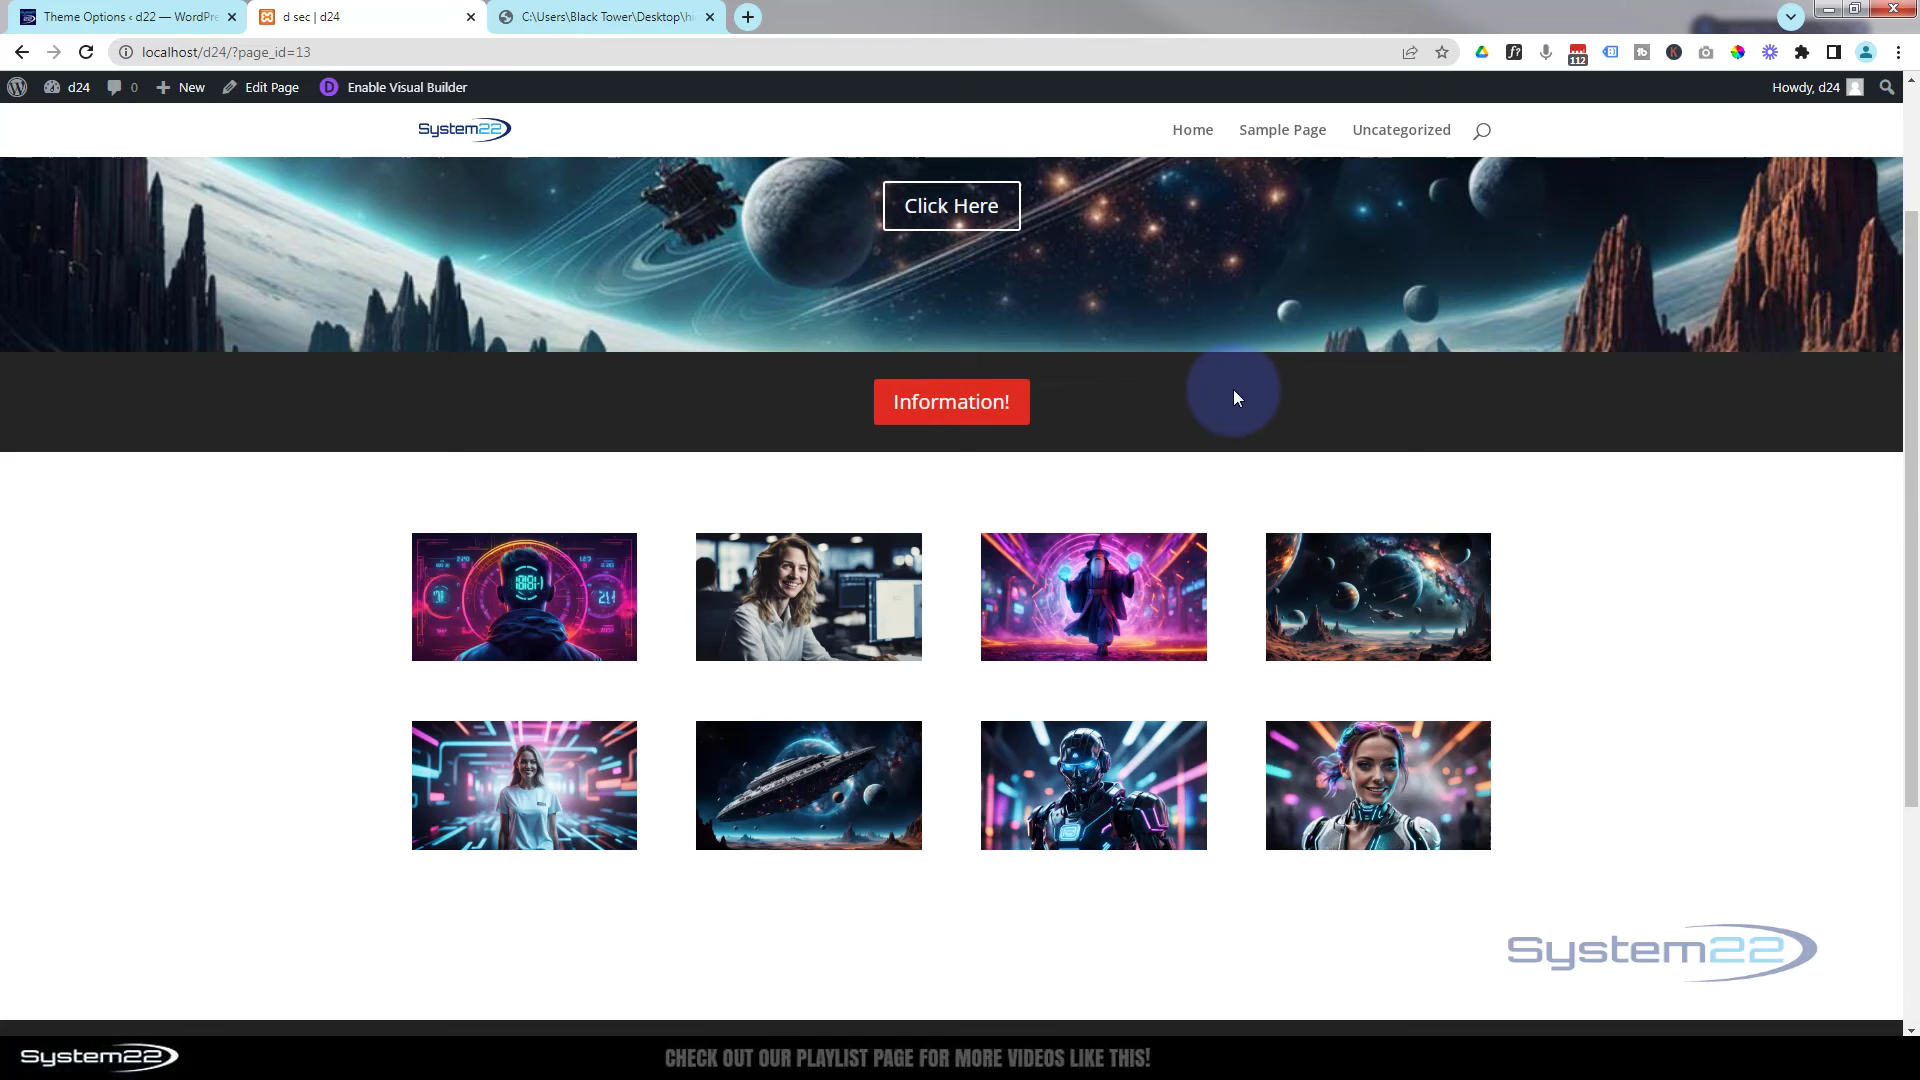 Theme Options ‹ d22 — WordPre
d sec | d24
C:\Users\Black Tower\Desktop\hi
localhost/d24/?page_id=13
112
d24
0
New
Edit Page
Enable Visual Builder
Howdy, d24
System22
Home
Sample Page
Uncategorized
Click Here
Information!
System22
System22
CHECK OUT OUR PLAYLIST PAGE FOR MORE VIDEOS LIKE THIS!